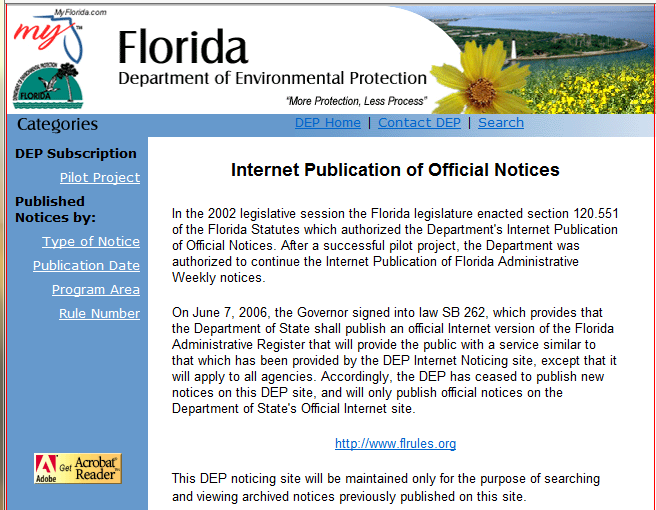 MyFlorida.com
my
FLORIDA
Florida
Department of Environmental Protection
"More Protection, Less Process"
Categories
DEP Home | Contact DEP | Search
DEP Subscription
Pilot Project
Published
Notices by:
Type of Notice
Publication Date
Program Area
Rule Number
Adobe
Get Acrobat®
Reader
Internet Publication of Official Notices
In the 2002 legislative session the Florida legislature enacted section 120.551
of the Florida Statutes which authorized the Department's Internet Publication
of Official Notices. After a successful pilot project, the Department was
authorized to continue the Internet Publication of Florida Administrative
Weekly notices.
On June 7, 2006, the Governor signed into law SB 262, which provides that
the Department of State shall publish an official Internet version of the Florida
Administrative Register that will provide the public with a service similar to
that which has been provided by the DEP Internet Noticing site, except that it
will apply to all agencies. Accordingly, the DEP has ceased to publish new
notices on this DEP site, and will only publish official notices on the
Department of State's Official Internet site.
http://www.flrules.org
This DEP noticing site will be maintained only for the purpose of searching
and viewing archived notices previously published on this site.